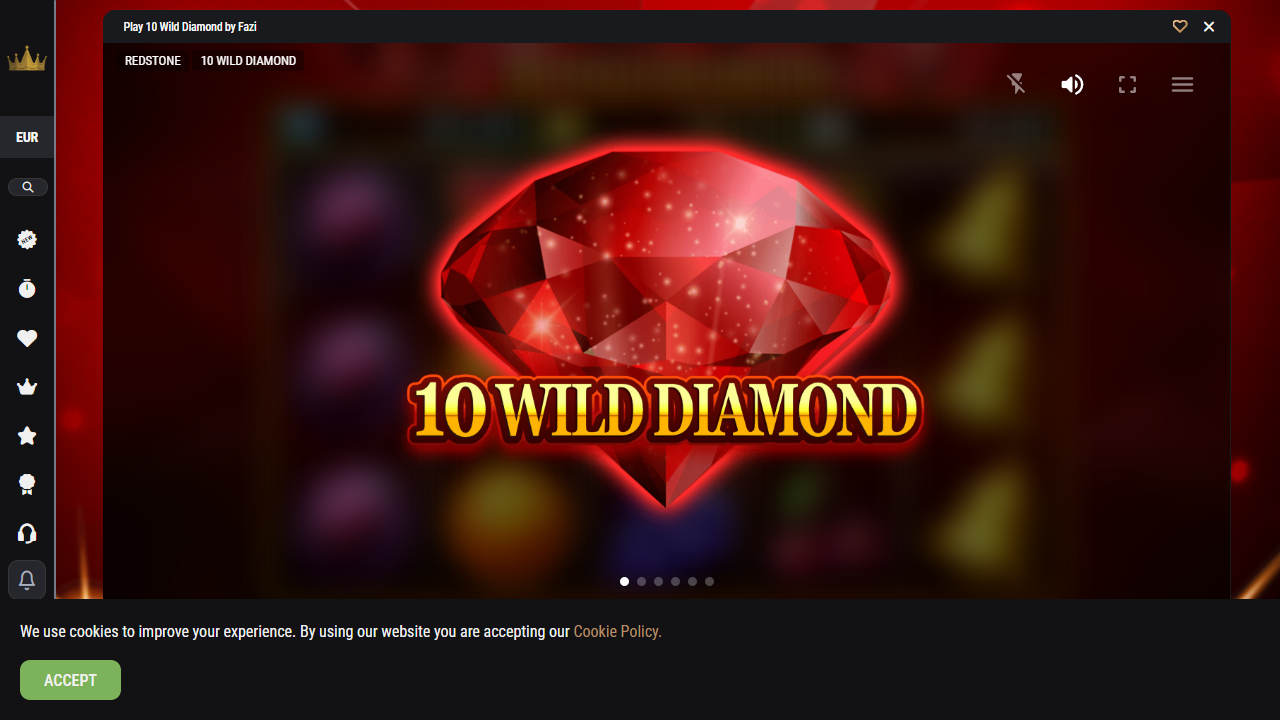 Play 10 Wild Diamond by Fazi
REDSTONE 10 WILD DIAMOND
EUR
NEW
10 WILD DIAMOND
We use cookies to improve your experience. By using our website you are accepting our Cookie Policy.
ACCEPT